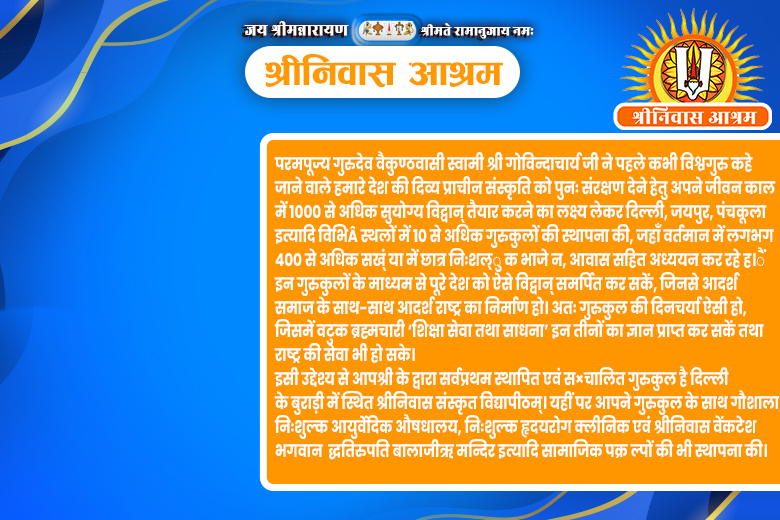 जय श्रीमन्नारायण
श्रीमते रामानुजाय नमः
श्रीनिवास आश्रम
श्रीनिवास आश्रम
परमपूज्य गुरुदेव वैकुण्ठवासी स्वामी श्री गोविन्दाचार्य जी ने पहले कभी विश्वगुरु कहे
जाने वाले हमारे देश की दिव्य प्राचीन संस्कृति को पुनः संरक्षण देने हेतु अपने जीवन काल
में 1000 से अधिक सुयोग्य विद्वान् तैयार करने का लक्ष्य लेकर दिल्ली, जयपुर, पंचकूला
इत्यादि विभिÂ स्थलों में 10 से अधिक गुरुकुलों की स्थापना की, जहाँ वर्तमान में लगभग
400 से अधिक सख्ं या में छात्र निःशल्ु क भाजे न, आवास सहित अध्ययन कर रहे ह।ैं
इन गुरुकुलों के माध्यम से पूरे देश को ऐसे विद्वान् समर्पित कर सकें, जिनसे आदर्श
समाज के साथ-साथ आदर्श राष्ट्र का निर्माण हो। अतः गुरुकुल की दिनचर्या ऐसी हो,
जिसमें वटुक ब्रह्मचारी ‘शिक्षा सेवा तथा साधना’ इन तीनों का ज्ञान प्राप्त कर सकें तथा
राष्ट्र की सेवा भी हो सके।
इसी उद्देश्य से आपश्री के द्वारा सर्वप्रथम स्थापित एवं स×चालित गुरुकुल है दिल्ली
के बुराड़ी में स्थित श्रीनिवास संस्कृत विद्यापीठम्। यहीं पर आपने गुरुकुल के साथ गौशाला
निःशुल्क आयुर्वेदिक औषधालय, निःशुल्क हृदयरोग क्लीनिक एवं श्रीनिवास वेंकटेश
भगवान द्धतिरुपति बालाजीऋ मन्दिर इत्यादि सामाजिक पक्र ल्पों की भी स्थापना की।